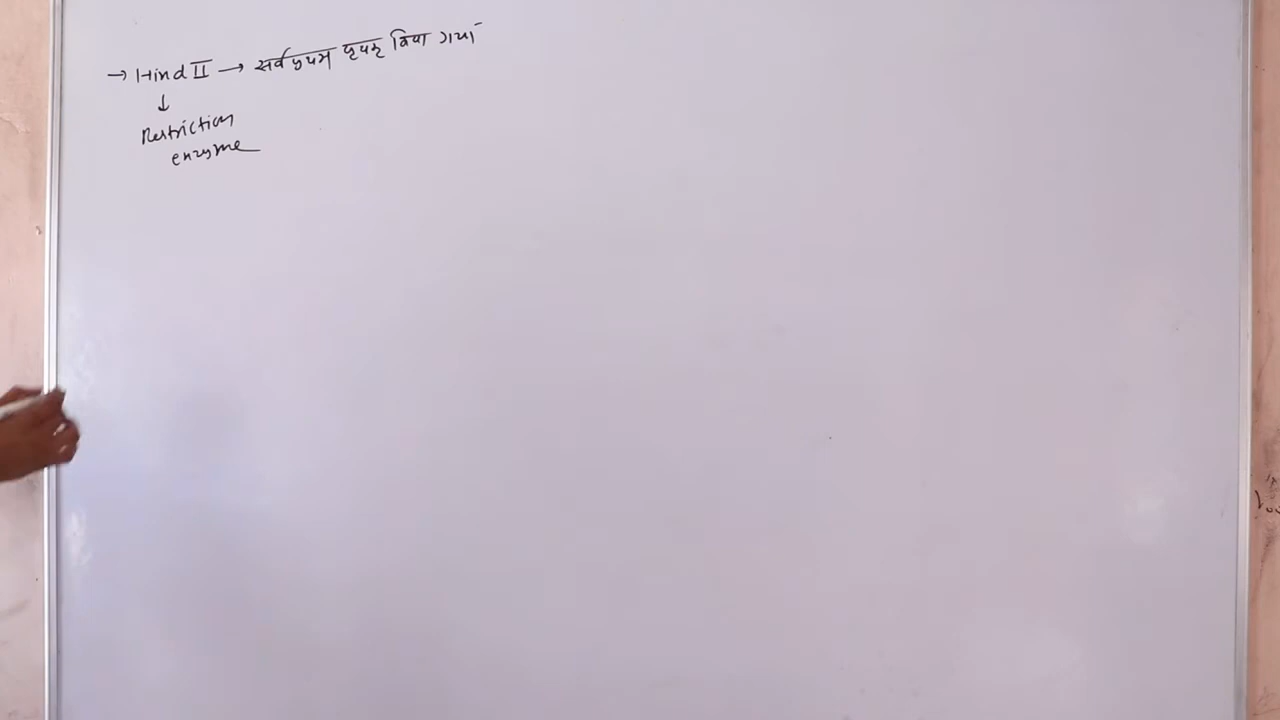 → Hind II → सर्वप्रथम पृथक् किया गया
↓
Restriction
enzyme